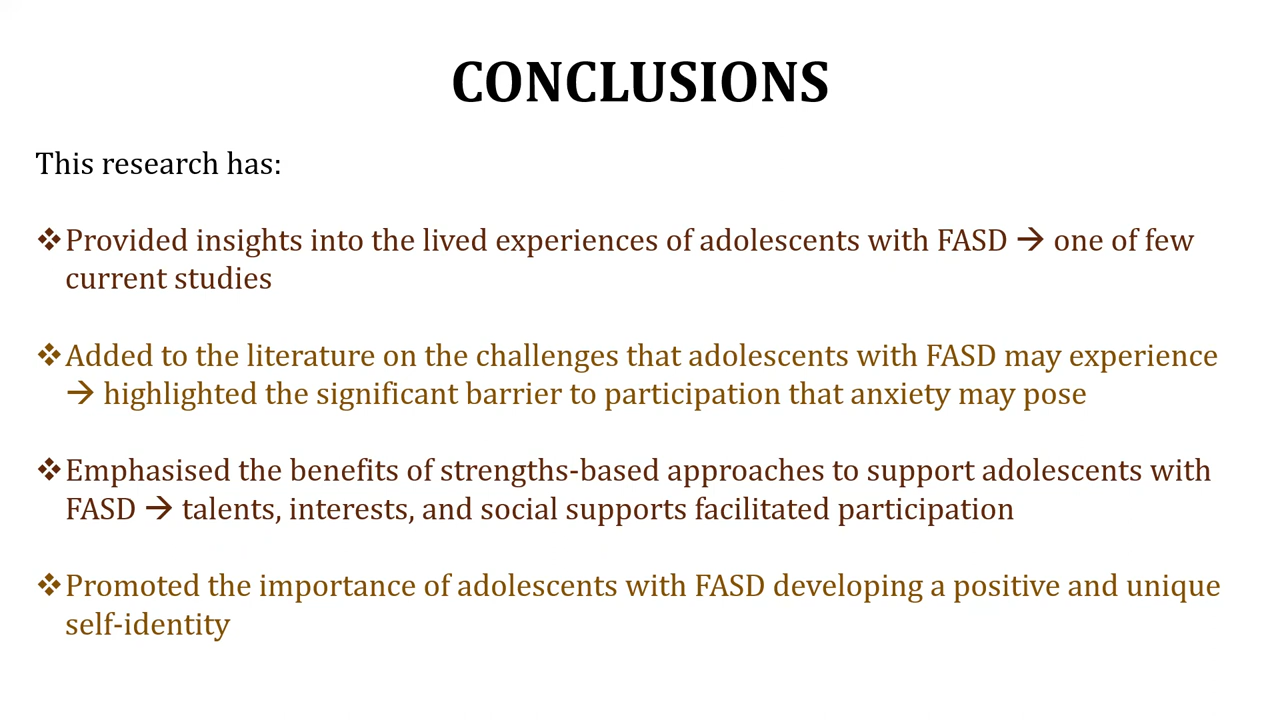 CONCLUSIONS
This research has:
❖Provided insights into the lived experiences of adolescents with FASD → one of few
current studies
❖Added to the literature on the challenges that adolescents with FASD may experience
→ highlighted the significant barrier to participation that anxiety may pose
❖Emphasised the benefits of strengths-based approaches to support adolescents with
FASD → talents, interests, and social supports facilitated participation
❖Promoted the importance of adolescents with FASD developing a positive and unique
self-identity